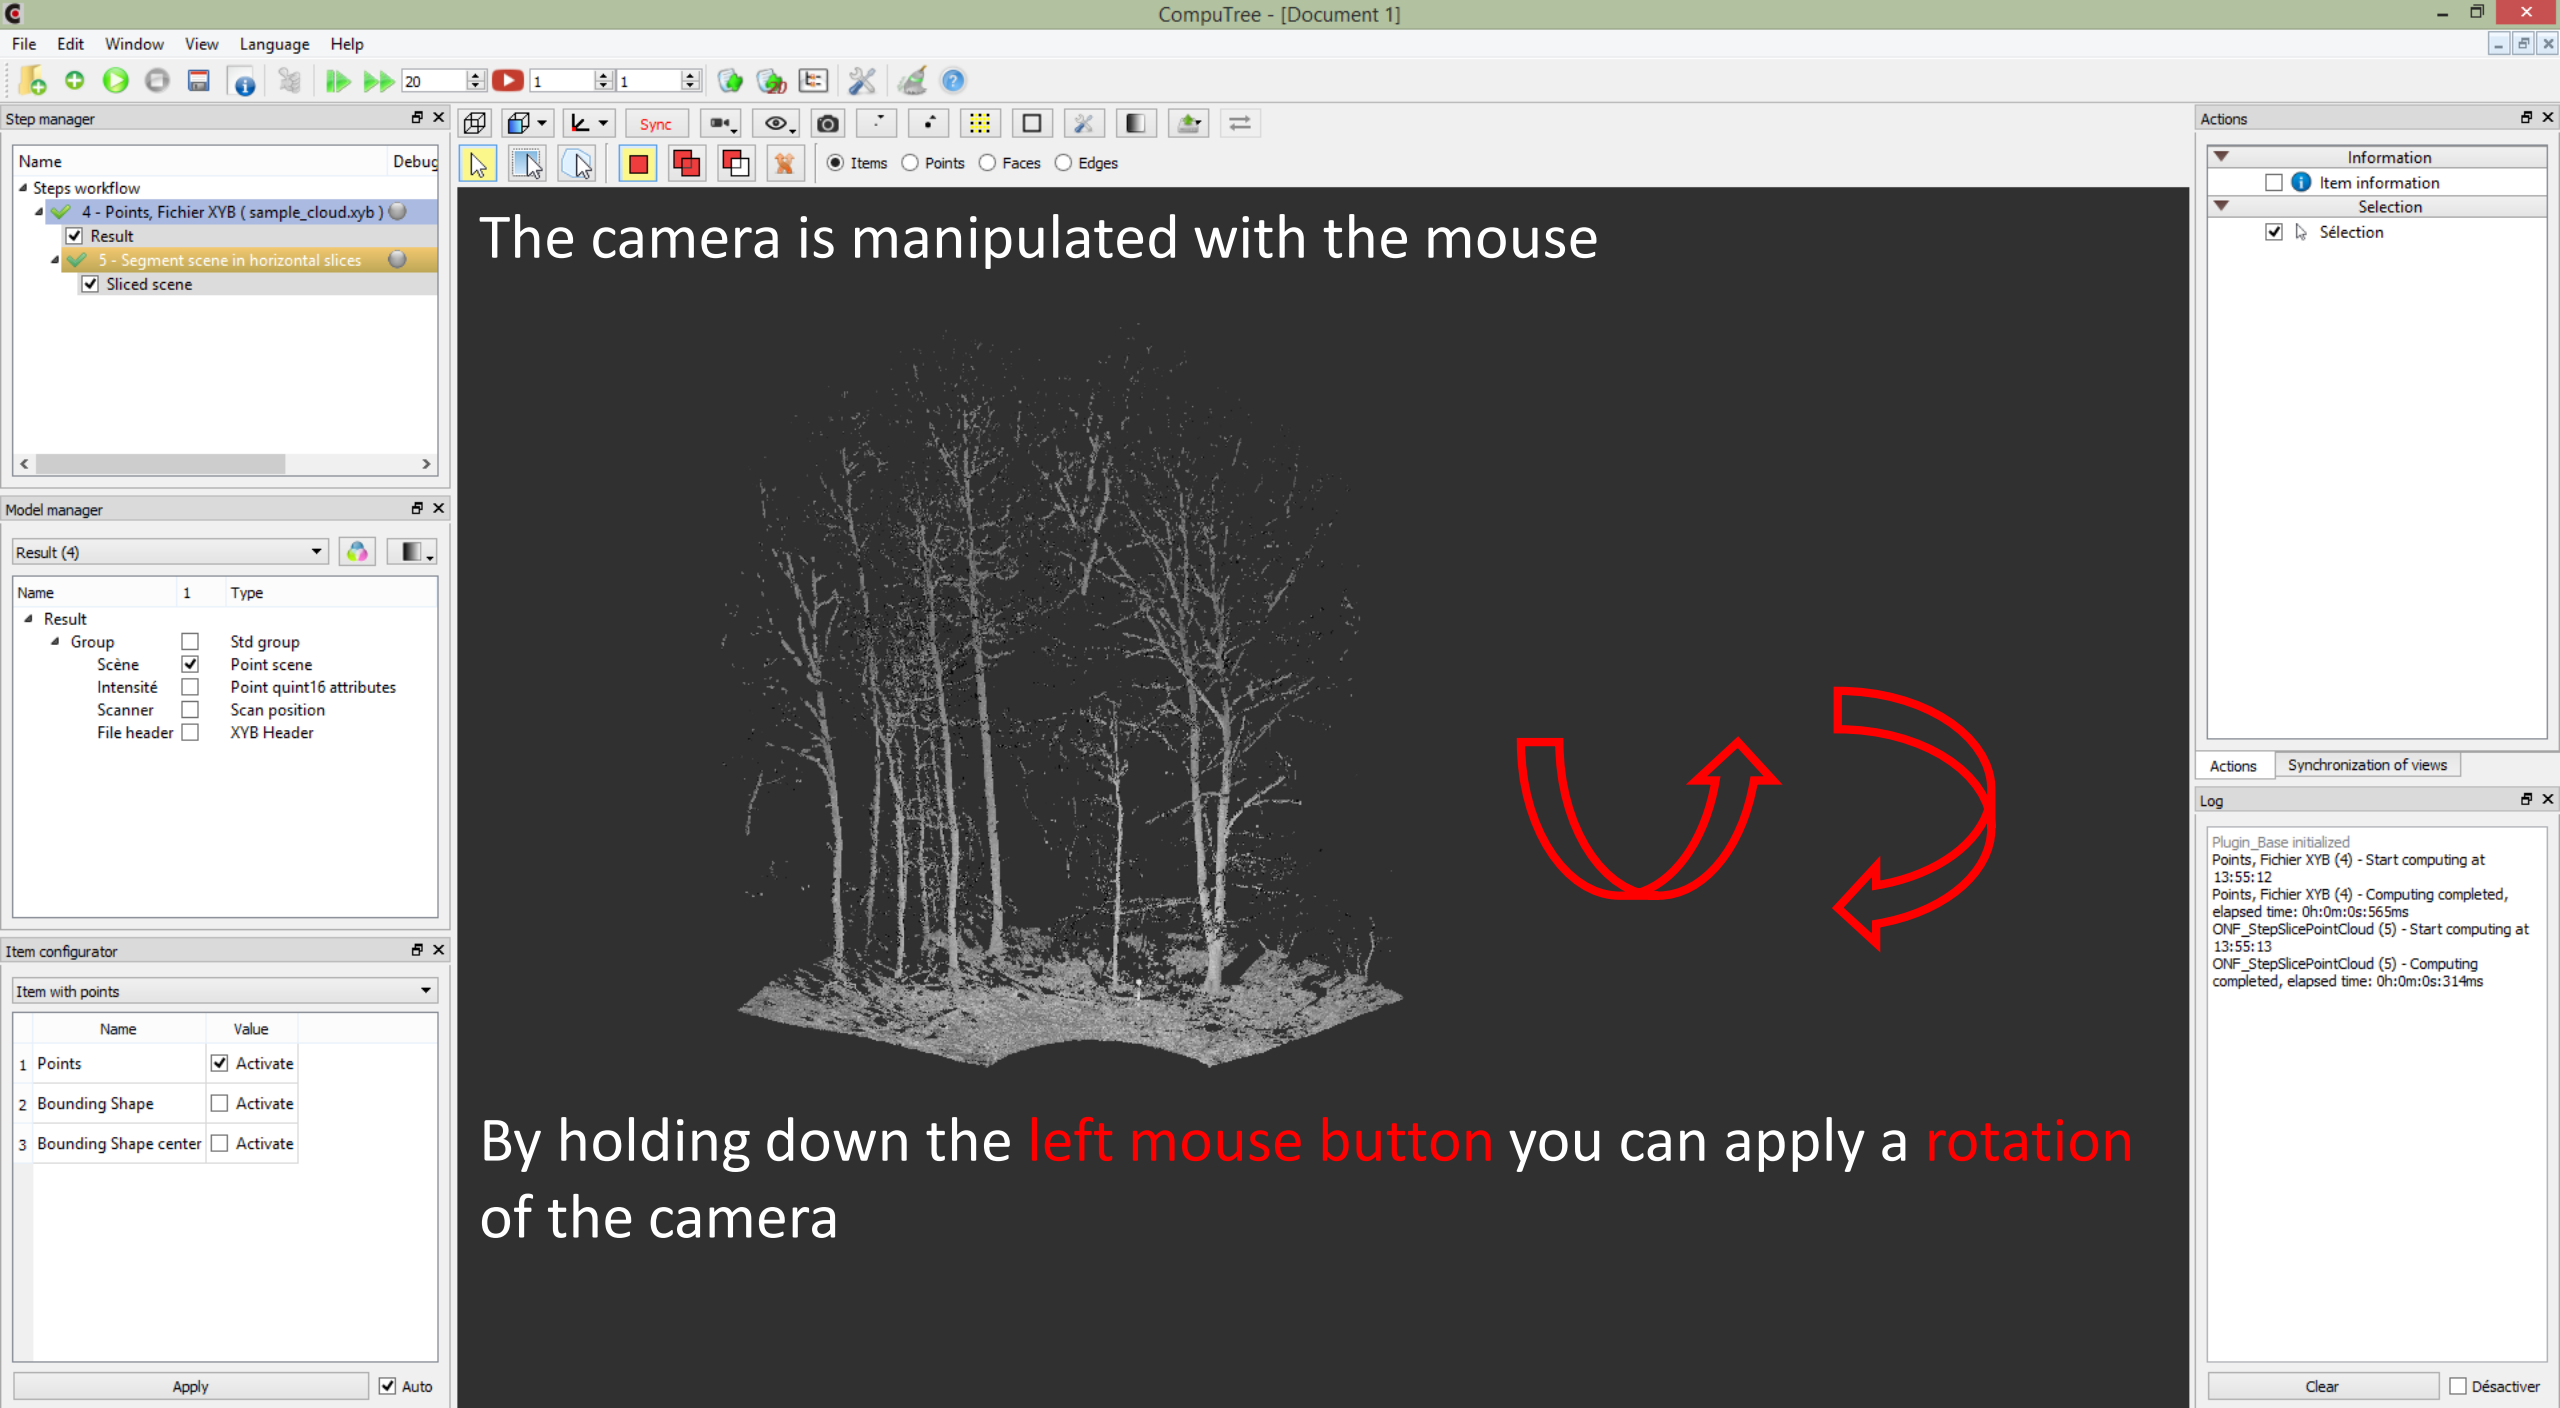 CompuTree - [Document 1]
File Edit Window View Language Help
20 1 1 2D
Step manager
Sync
Name Debug
Items Points Faces Edges
Steps workflow
4 - Points, Fichier XYB ( sample_cloud.xyb )
Result
5 - Segment scene in horizontal slices
Sliced scene
The camera is manipulated with the mouse
Model manager
Result (4)
Name 1 Type
Result
Group Std group
Scène Point scene
Intensité Point quint16 attributes
Scanner Scan position
File header XYB Header
Item configurator
Item with points
Name Value
1 Points Activate
2 Bounding Shape Activate
3 Bounding Shape center Activate
Apply Auto
By holding down the left mouse button you can apply a rotation
of the camera
Actions
Information
Item information
Selection
Sélection
Actions Synchronization of views
Log
Plugin_Base initialized
Points, Fichier XYB (4) - Start computing at
13:55:12
Points, Fichier XYB (4) - Computing completed,
elapsed time: 0h:0m:0s:565ms
ONF_StepSlicePointCloud (5) - Start computing at
13:55:13
ONF_StepSlicePointCloud (5) - Computing
completed, elapsed time: 0h:0m:0s:314ms
Clear Désactiver